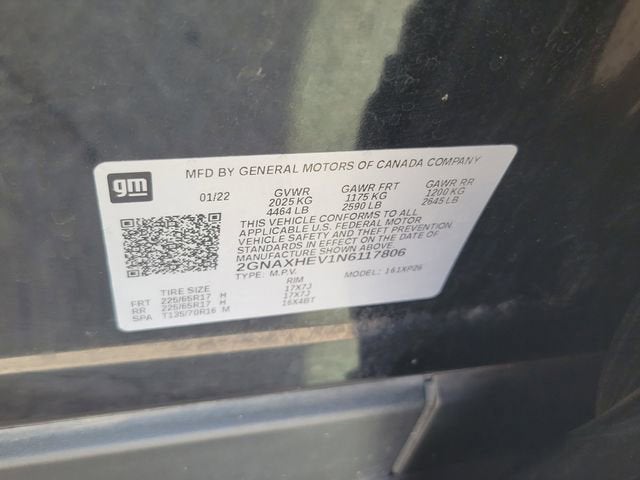 gm
MFD BY GENERAL MOTORS OF CANADA COMPANY
01/22 GVWR GAWR FRT GAWR RR
2025 KG 1175 KG 1200 KG
4464 LB 2590 LB 2645 LB
THIS VEHICLE CONFORMS TO ALL
APPLICABLE U.S. FEDERAL MOTOR
VEHICLE SAFETY AND THEFT PREVENTION
STANDARDS IN EFFECT ON THE DATE OF
MANUFACTURE SHOWN ABOVE.
2GNAXHEV1N6117806
TYPE: M.P.V. MODEL: 161XP26
TIRE SIZE RIM
FRT 225/65R17 H 17X7J
RR 225/65R17 H 17X7J
SPA T135/70R16 M 16X4BT